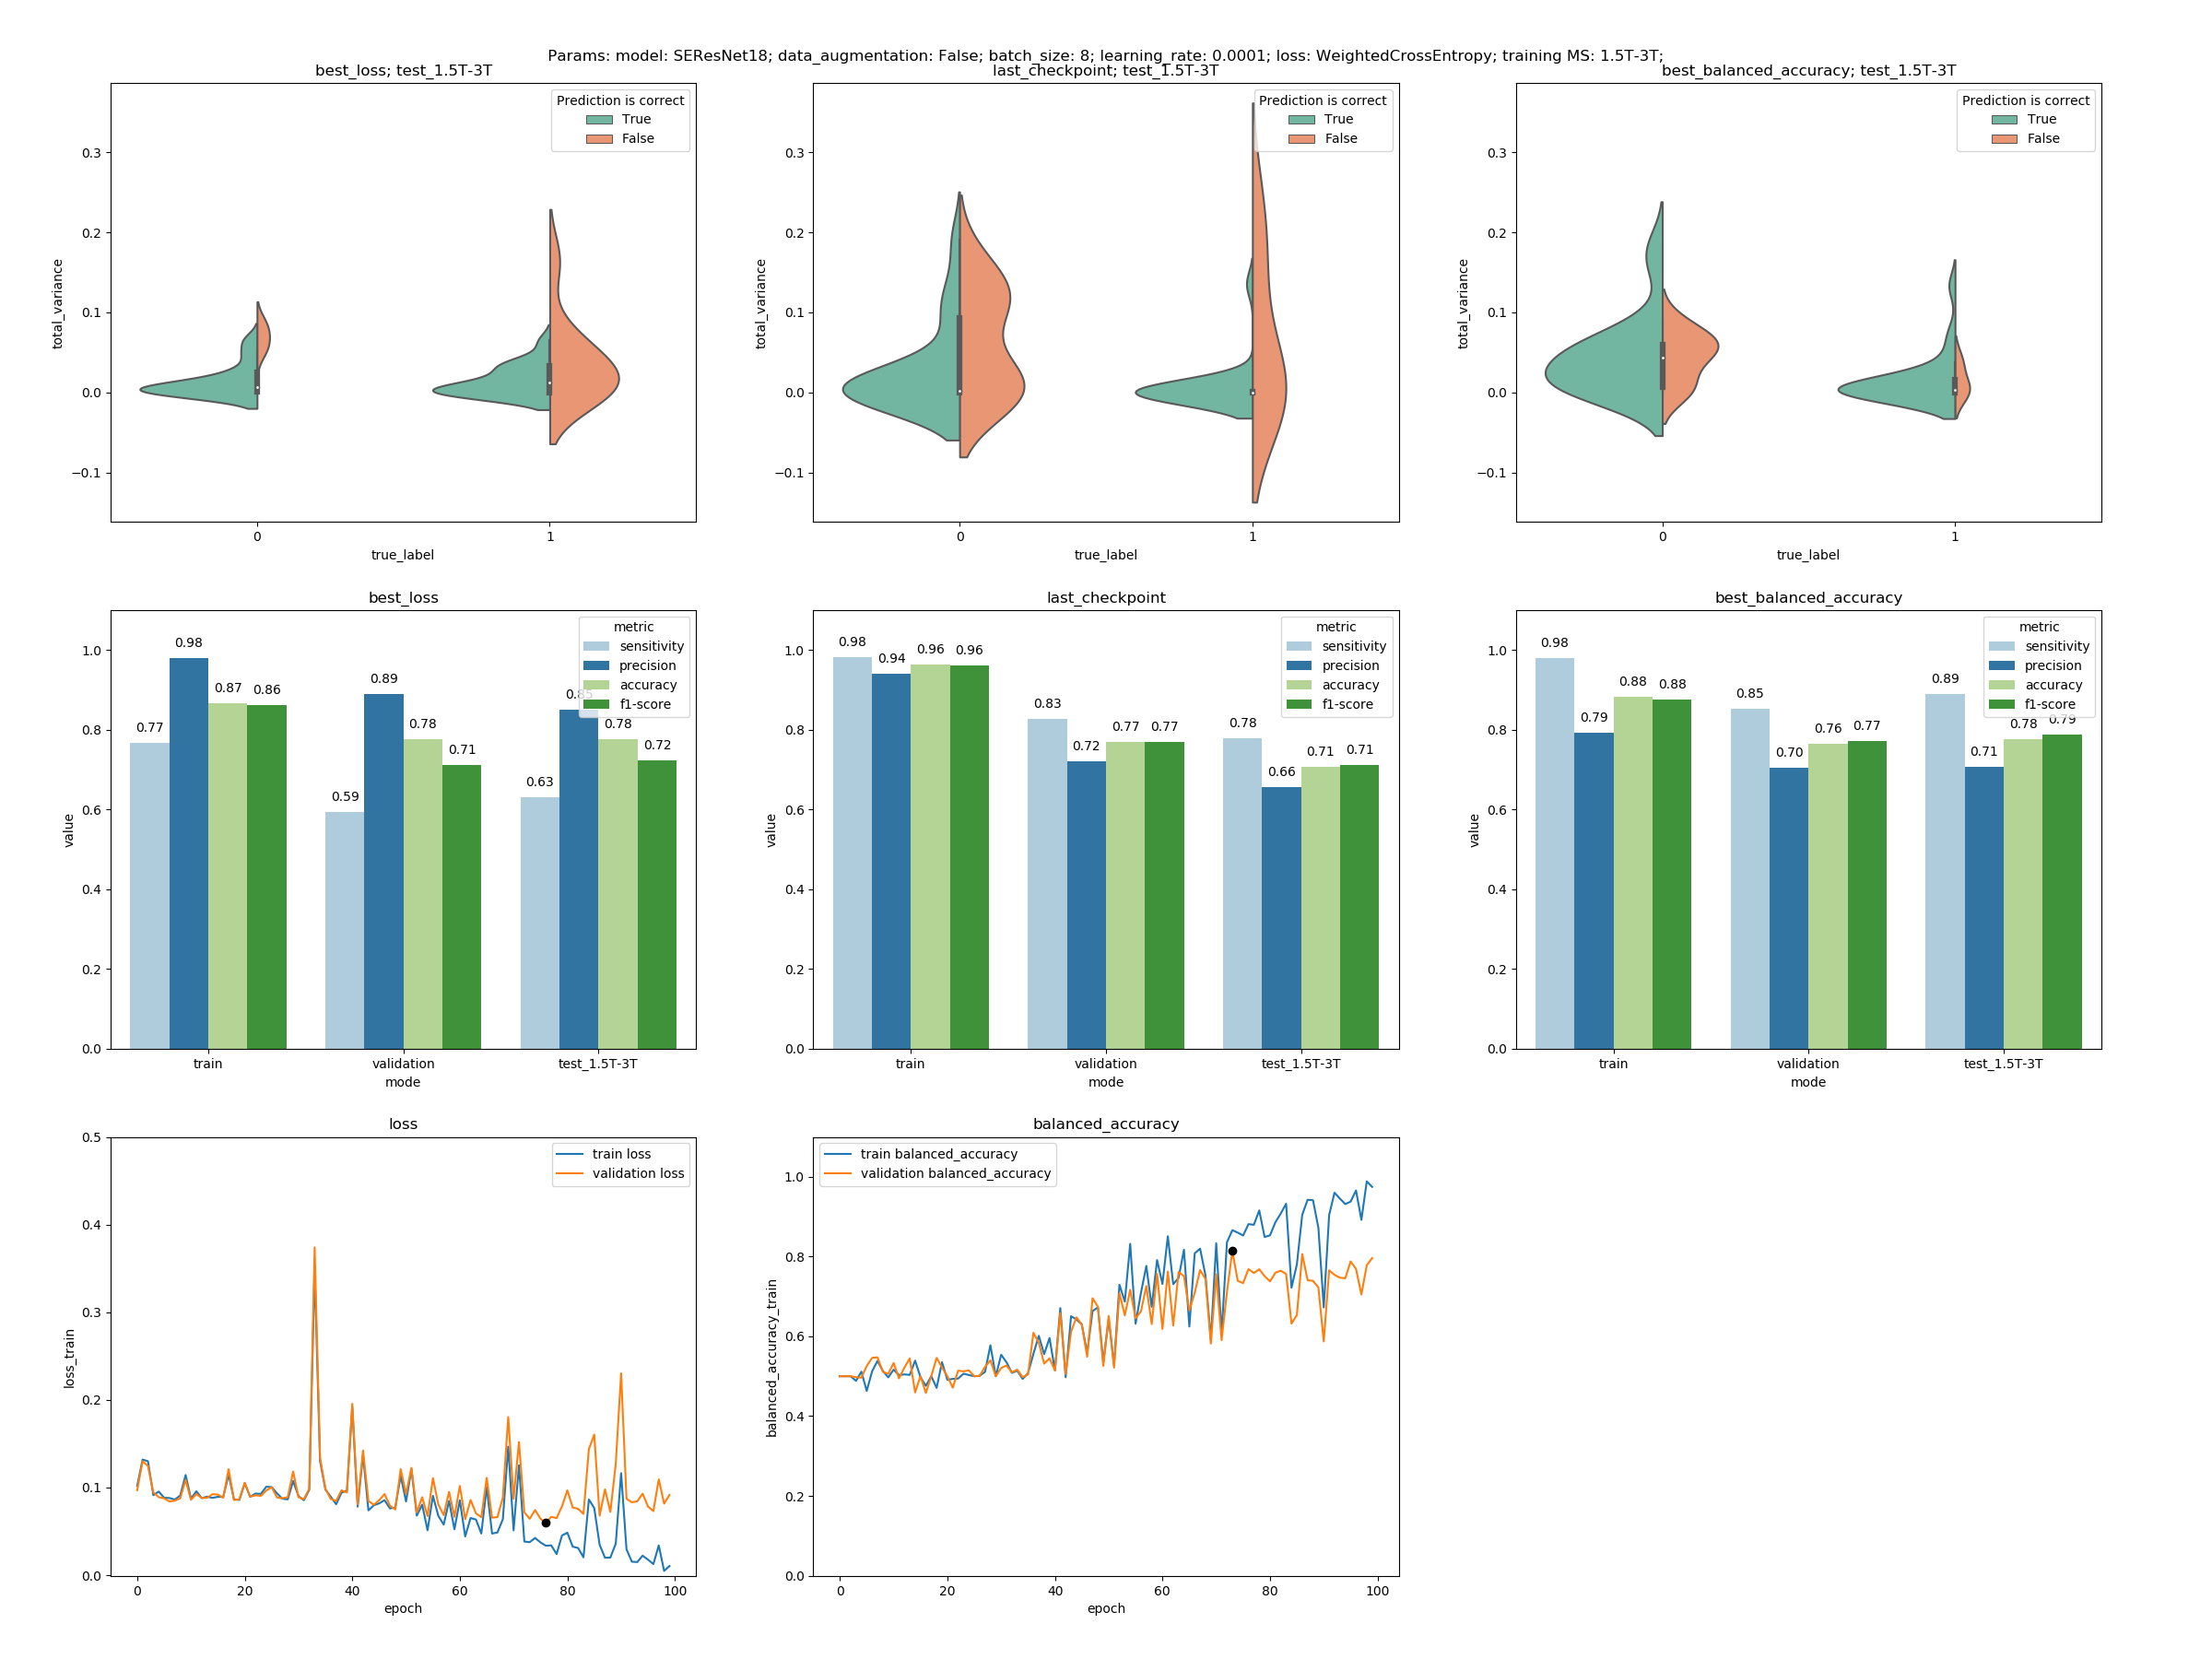 Params: model: SEResNet18; data_augmentation: False; batch_size: 8; learning_rate: 0.0001; loss: WeightedCrossEntropy; training MS: 1.5T-3T;
best_loss; test_1.5T-3T
Prediction is correct
True
False
0.3
0.2
0.1
0.0
−0.1
total_variance
0 1
true_label
last_checkpoint; test_1.5T-3T
Prediction is correct
True
False
0.3
0.2
0.1
0.0
−0.1
total_variance
0 1
true_label
best_balanced_accuracy; test_1.5T-3T
Prediction is correct
True
False
0.3
0.2
0.1
0.0
−0.1
total_variance
0 1
true_label
best_loss
metric
sensitivity
precision
accuracy
f1-score
0.77 0.98 0.87 0.86
0.59 0.89 0.78 0.71
0.63 0.85 0.78 0.72
1.0
0.8
0.6
0.4
0.2
0.0
value
train validation test_1.5T-3T
mode
last_checkpoint
metric
sensitivity
precision
accuracy
f1-score
0.98 0.94 0.96 0.96
0.83 0.72 0.77 0.77
0.78 0.66 0.71 0.71
1.0
0.8
0.6
0.4
0.2
0.0
value
train validation test_1.5T-3T
mode
best_balanced_accuracy
metric
sensitivity
precision
accuracy
f1-score
0.98 0.79 0.88 0.88
0.85 0.70 0.76 0.77
0.89 0.71 0.78 0.79
1.0
0.8
0.6
0.4
0.2
0.0
value
train validation test_1.5T-3T
mode
loss
train loss
validation loss
0.5
0.4
0.3
0.2
0.1
0.0
loss_train
0 20 40 60 80 100
epoch
balanced_accuracy
train balanced_accuracy
validation balanced_accuracy
1.0
0.8
0.6
0.4
0.2
0.0
balanced_accuracy_train
0 20 40 60 80 100
epoch